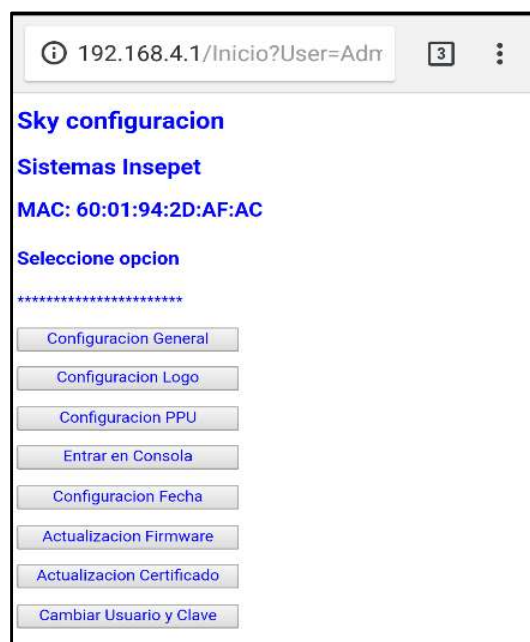 192.168.4.1/Inicio?User=Adm
3
Sky configuracion
Sistemas Insepet
MAC: 60:01:94:2D:AF:AC
Seleccione opcion
***********************
Configuracion General
Configuracion Logo
Configuracion PPU
Entrar en Consola
Configuracion Fecha
Actualizacion Firmware
Actualizacion Certificado
Cambiar Usuario y Clave